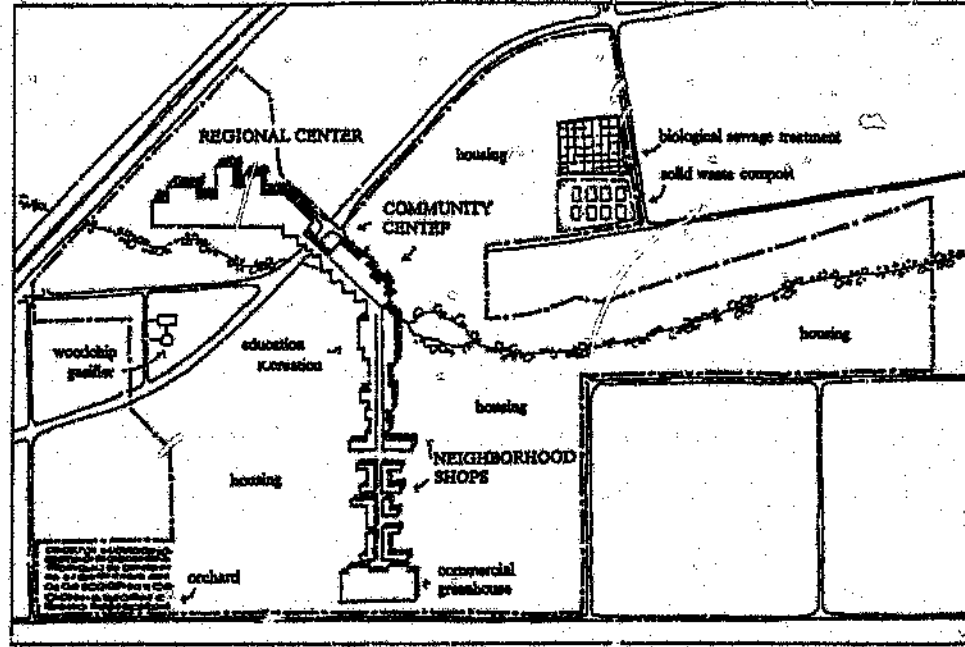 REGIONAL CENTER
housing
biological sewage treatment
solid waste compost
COMMUNITY
CENTER
housing
education
recreation
woodchip
gasifier
housing
NEIGHBORHOOD
SHOPS
housing
commercial
greenhouse
orchard